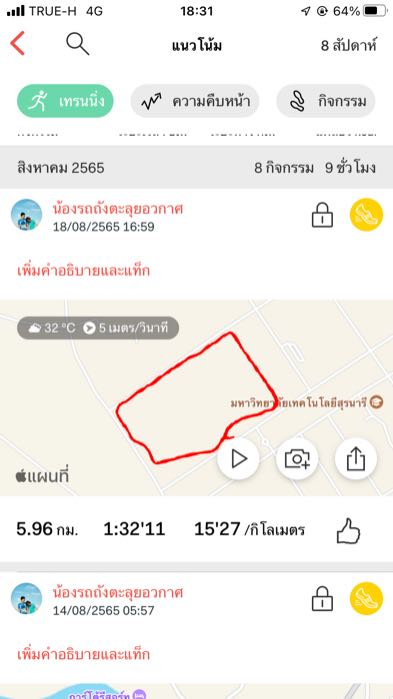 TRUE-H 4G 18:31 64%
แนวโน้ม 8 สัปดาห์
เทรนนิ่ง ความคืบหน้า กิจกรรม
สิงหาคม 2565 8 กิจกรรม 9 ชั่วโมง
น้องรถถังตะลุยอวกาศ
18/08/2565 16:59
เพิ่มคำอธิบายและแท็ก
32 °C 5 เมตร/วินาที
มหาวิทยาลัยเทคโนโลยีสุรนารี
แผนที่
5.96 กม. 1:32'11 15'27 /กิโลเมตร
น้องรถถังตะลุยอวกาศ
14/08/2565 05:57
เพิ่มคำอธิบายและแท็ก